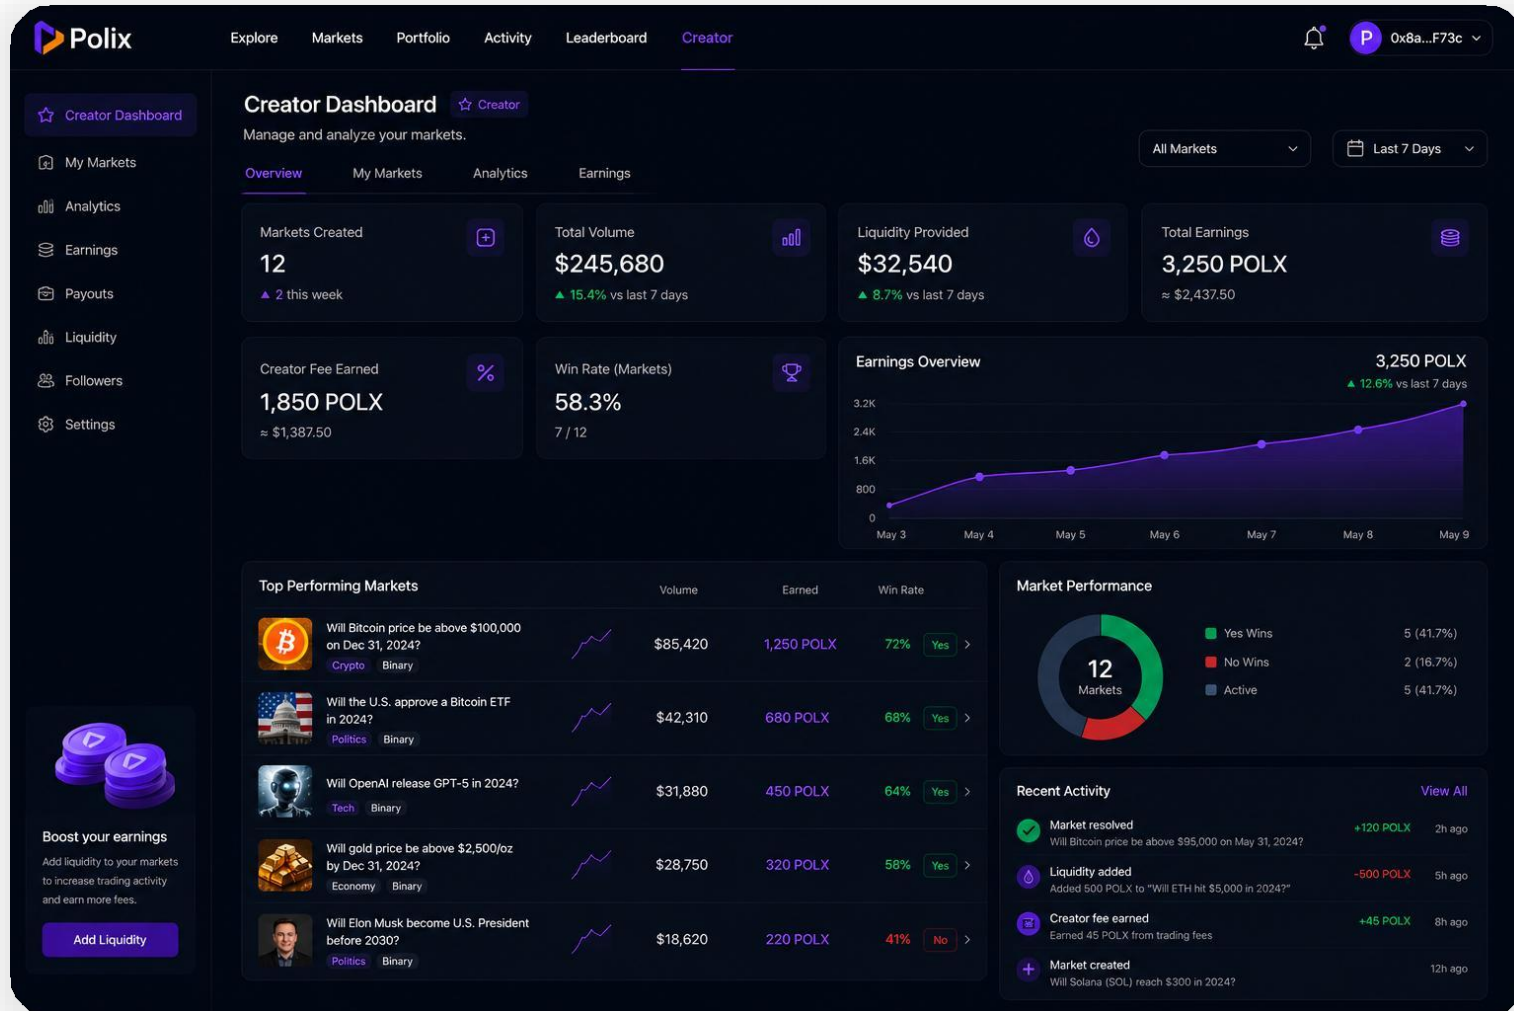 Polix
Explore
Markets
Portfolio
Activity
Leaderboard
Creator
P
0x8a...F73c
Creator Dashboard
My Markets
Analytics
Earnings
Payouts
Liquidity
Followers
Settings
Boost your earnings
Add liquidity to your markets
to increase trading activity
and earn more fees.
Add Liquidity
Creator Dashboard
Creator
Manage and analyze your markets.
All Markets
Last 7 Days
Overview
My Markets
Analytics
Earnings
Markets Created
12
▲ 2 this week
Total Volume
$245,680
▲ 15.4% vs last 7 days
Liquidity Provided
$32,540
▲ 8.7% vs last 7 days
Total Earnings
3,250 POLX
≈ $2,437.50
Creator Fee Earned
%
1,850 POLX
≈ $1,387.50
Win Rate (Markets)
58.3%
7 / 12
Earnings Overview
3,250 POLX
▲ 12.6% vs last 7 days
3.2K
2.4K
1.6K
800
0
May 3
May 4
May 5
May 6
May 7
May 8
May 9
Top Performing Markets
Volume
Earned
Win Rate
Will Bitcoin price be above $100,000
on Dec 31, 2024?
Crypto
Binary
$85,420
1,250 POLX
72%
Yes
Will the U.S. approve a Bitcoin ETF
in 2024?
Politics
Binary
$42,310
680 POLX
68%
Yes
Will OpenAI release GPT-5 in 2024?
Tech
Binary
$31,880
450 POLX
64%
Yes
Will gold price be above $2,500/oz
by Dec 31, 2024?
Economy
Binary
$28,750
320 POLX
58%
Yes
Will Elon Musk become U.S. President
before 2030?
Politics
Binary
$18,620
220 POLX
41%
No
Market Performance
12
Markets
Yes Wins
5 (41.7%)
No Wins
2 (16.7%)
Active
5 (41.7%)
Recent Activity
View All
Market resolved
Will Bitcoin price be above $95,000 on May 31, 2024?
+120 POLX
2h ago
Liquidity added
Added 500 POLX to "Will ETH hit $5,000 in 2024?"
-500 POLX
5h ago
Creator fee earned
Earned 45 POLX from trading fees
+45 POLX
8h ago
Market created
Will Solana (SOL) reach $300 in 2024?
12h ago